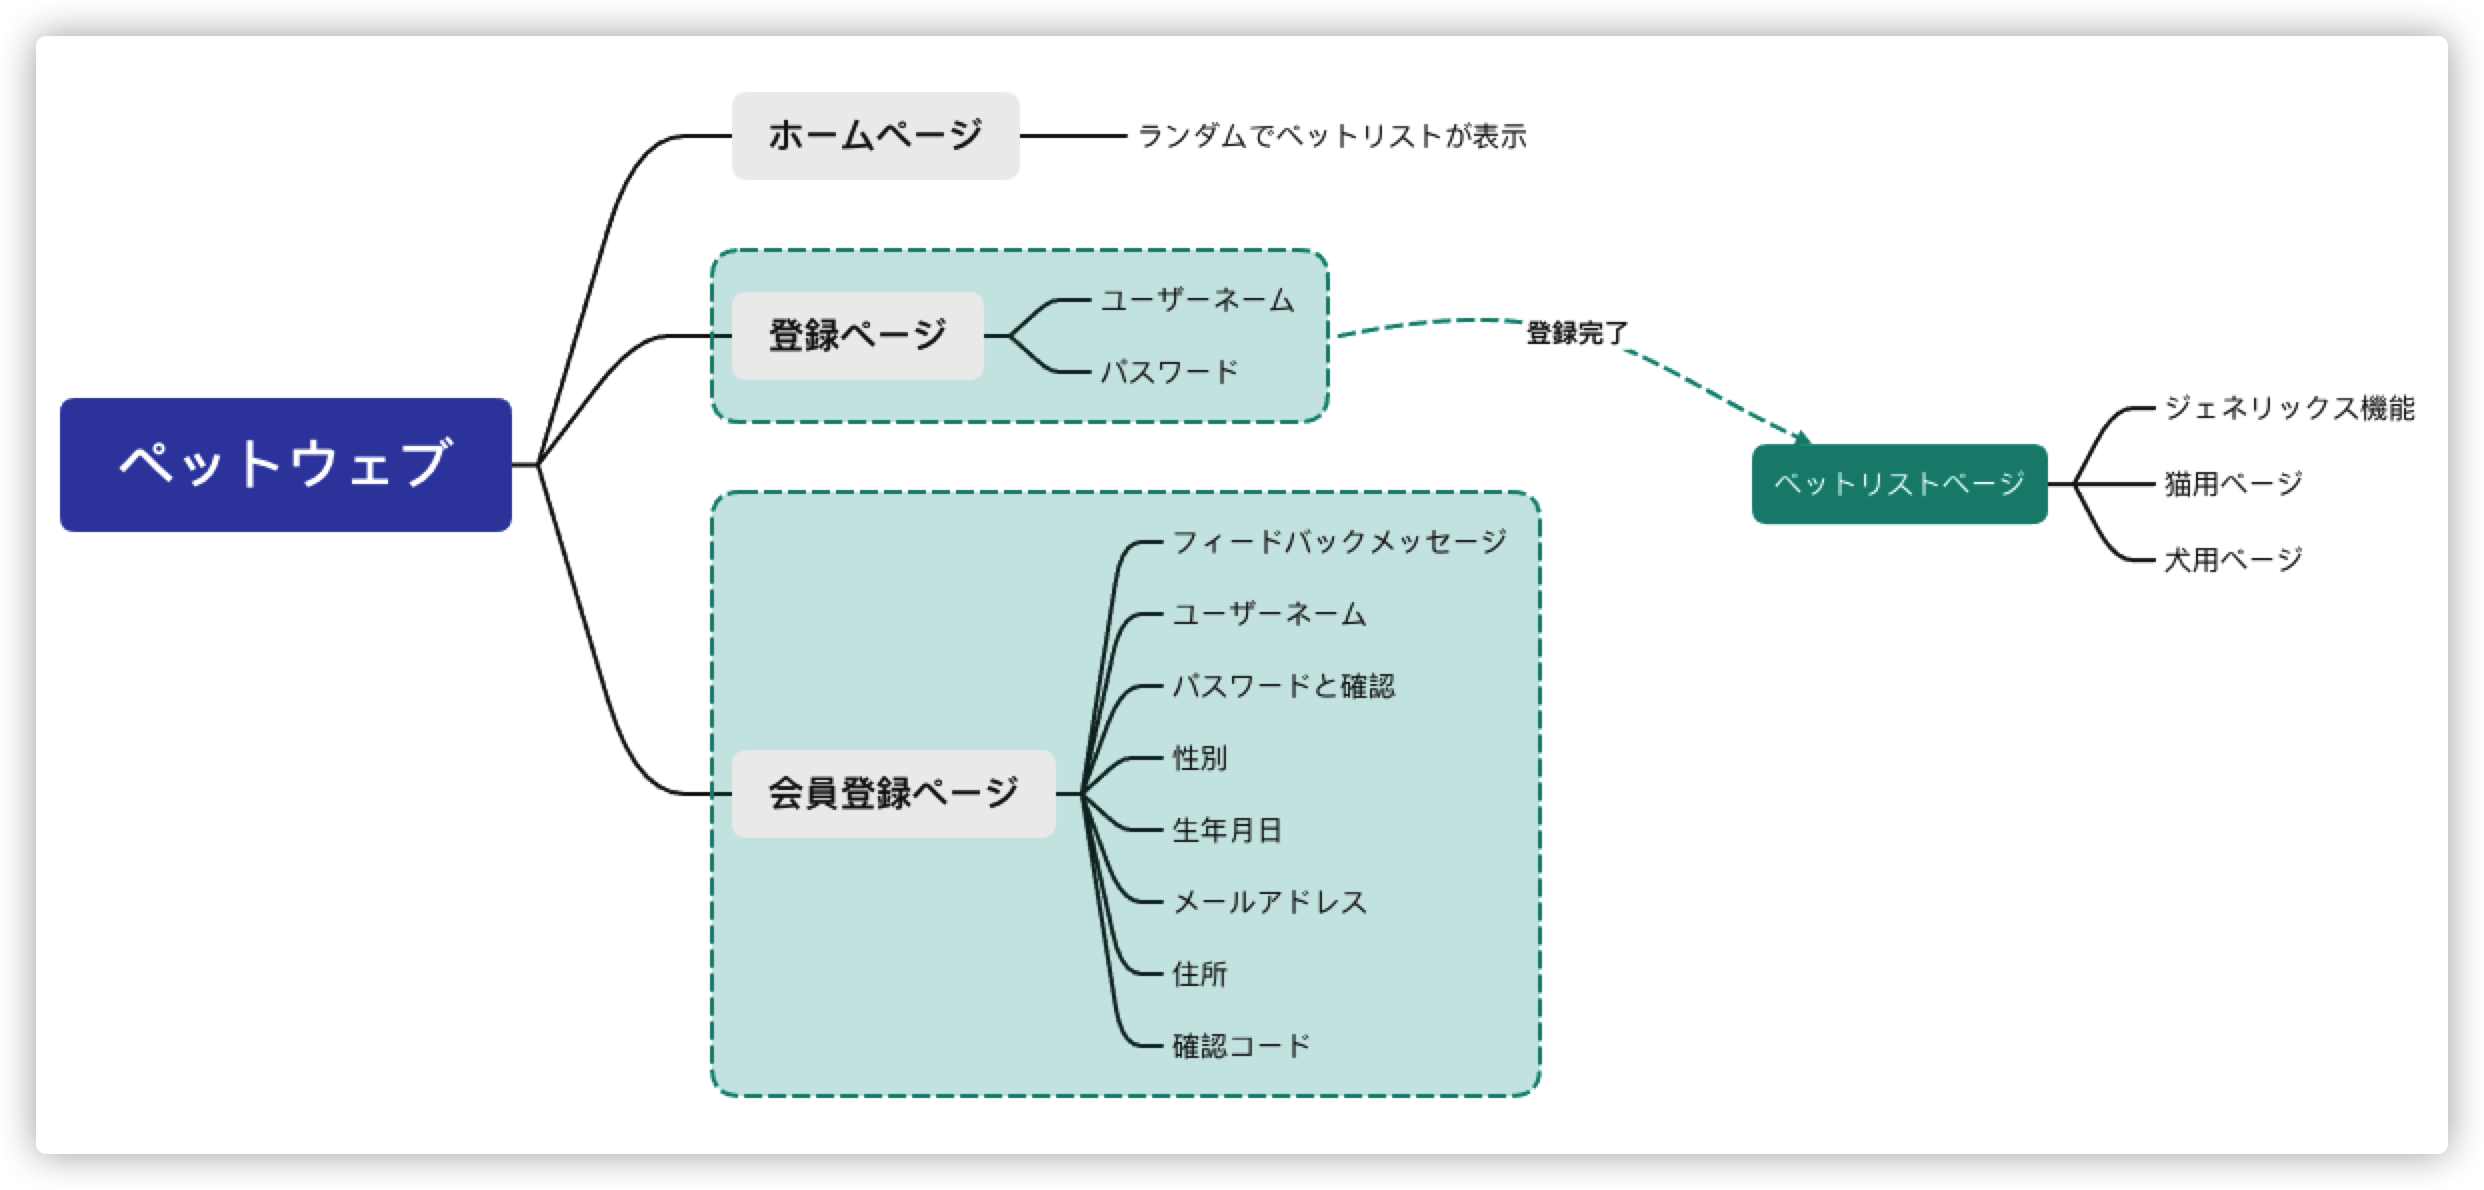 ペットウェブ
ホームページ
ランダムでペットリストが表示
登録ページ
ユーザーネーム
パスワード
登録完了
ペットリストページ
ジェネリックス機能
猫用ページ
犬用ページ
会員登録ページ
フィードバックメッセージ
ユーザーネーム
パスワードと確認
性別
生年月日
メールアドレス
住所
確認コード